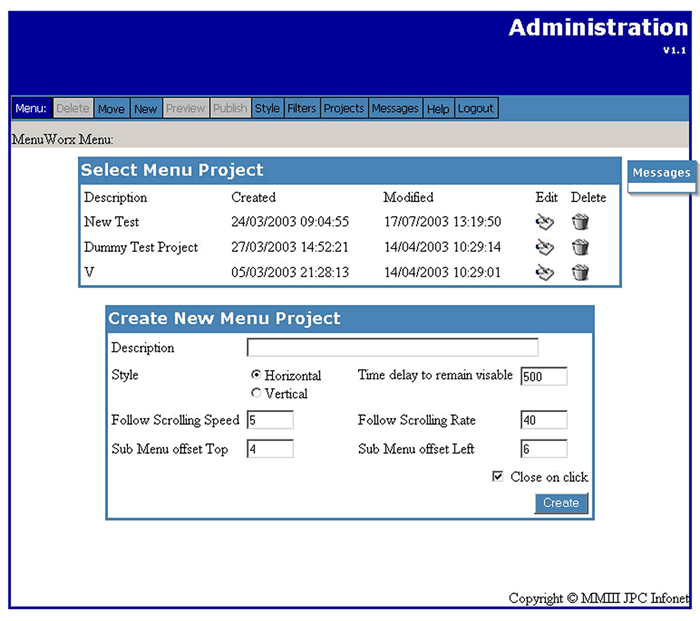 Administration
V1.1
Menu: Delete Move New Preview Publish Style Filters Projects Messages Help Logout
MenuWorx Menu:
Select Menu Project
Messages
Description Created Modified Edit Delete
New Test 24/03/2003 09:04:55 17/07/2003 13:19:50
Dummy Test Project 27/03/2003 14:52:21 14/04/2003 10:29:14
V 05/03/2003 21:28:13 14/04/2003 10:29:01
Create New Menu Project
Description
Style Horizontal Time delay to remain visable 500
Vertical
Follow Scrolling Speed 5 Follow Scrolling Rate 40
Sub Menu offset Top 4 Sub Menu offset Left 6
Close on click
Create
Copyright © MMIII JPC Infonet